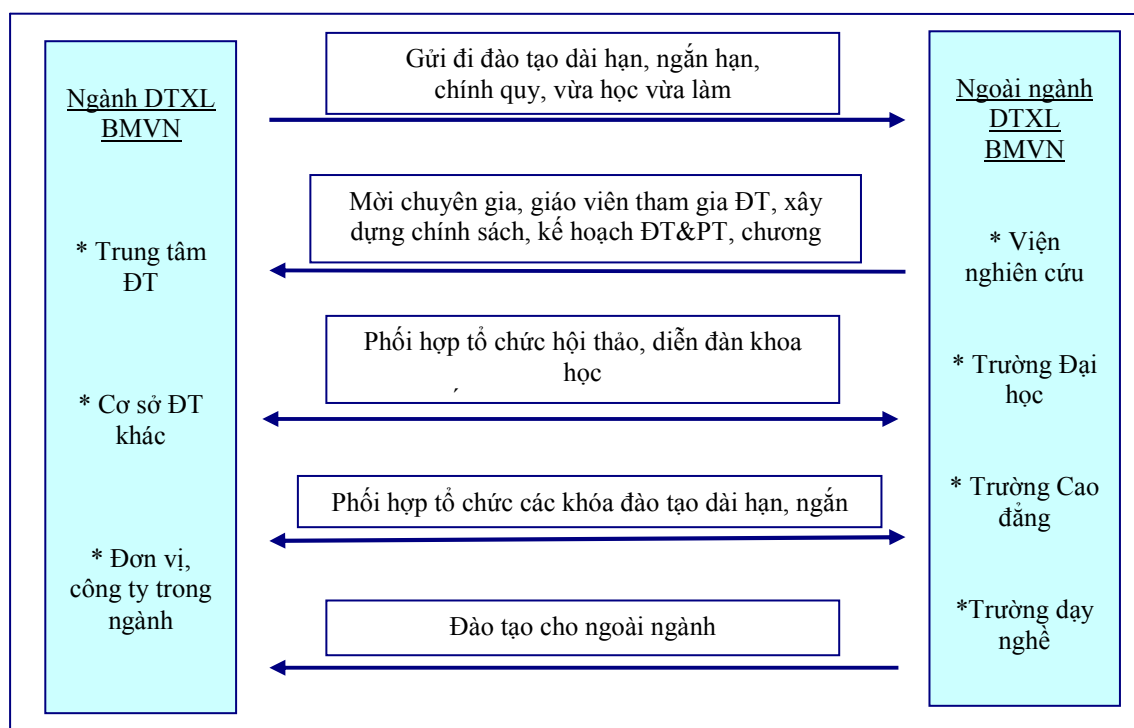 Ngành DTXL
BMVN
* Trung tâm
ĐT
* Cơ sở ĐT
khác
* Đơn vị,
công ty trong
ngành
Gửi đi đào tạo dài hạn, ngắn hạn,
chính quy, vừa học vừa làm
Mời chuyên gia, giáo viên tham gia ĐT, xây
dựng chính sách, kế hoạch ĐT&PT, chương
Phối hợp tổ chức hội thảo, diễn đàn khoa
học
Phối hợp tổ chức các khóa đào tạo dài hạn, ngắn
Đào tạo cho ngoài ngành
Ngoài ngành
DTXL
BMVN
* Viện
nghiên cứu
* Trường Đại
học
* Trường Cao
đẳng
*Trường dạy
nghề